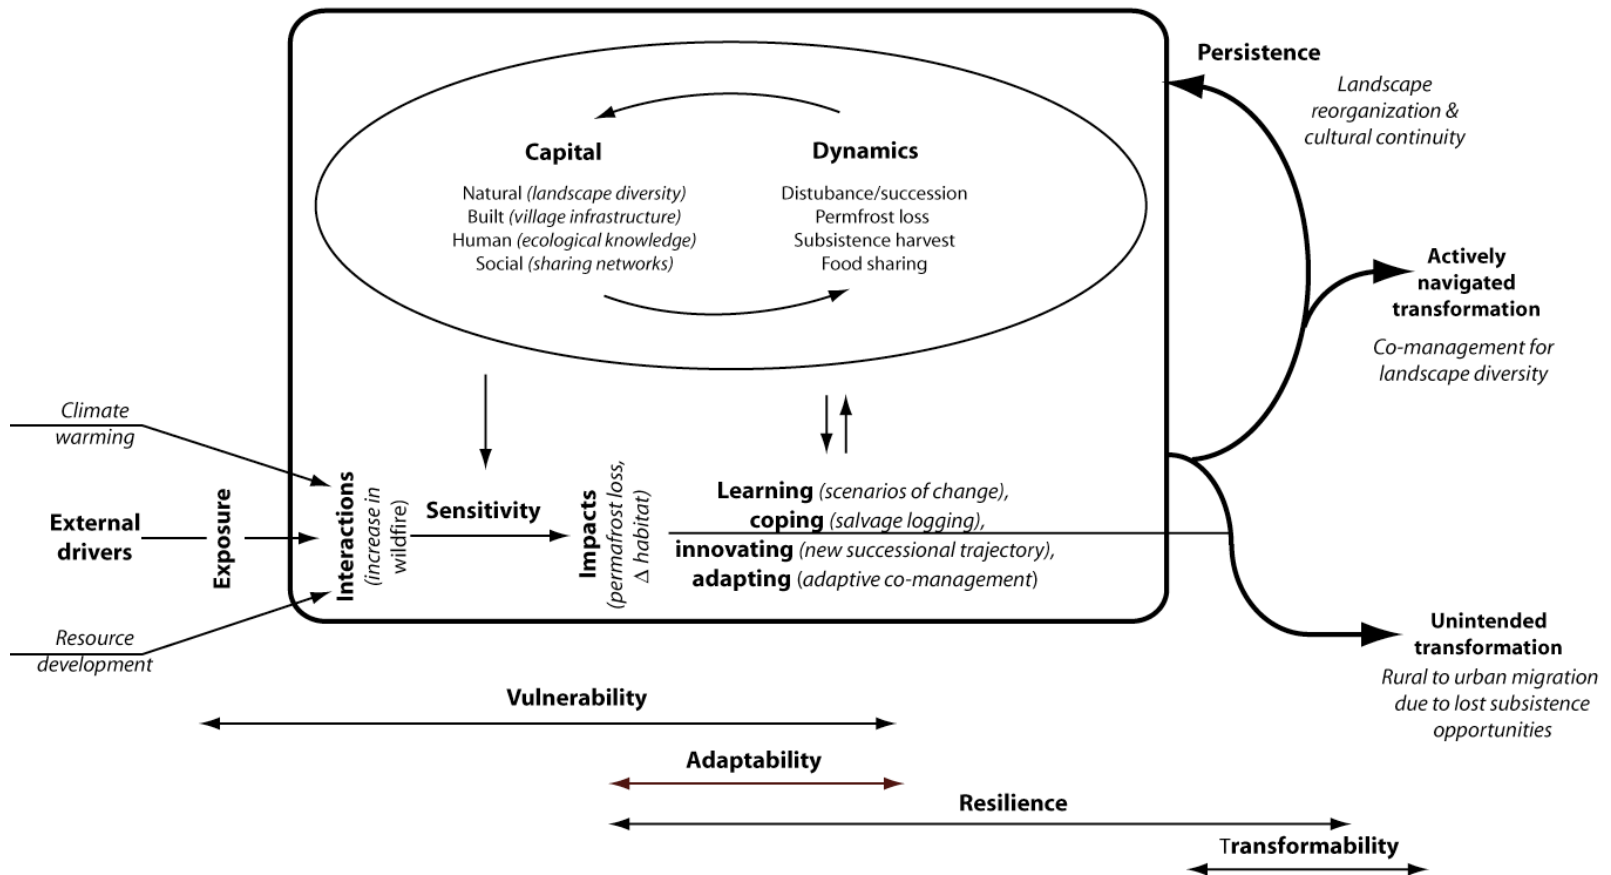 Persistence
Landscape
reorganization &
cultural continuity
Capital
Natural (landscape diversity)
Built (village infrastructure)
Human (ecological knowledge)
Social (sharing networks)
Dynamics
Distubance/succession
Permfrost loss
Subsistence harvest
Food sharing
Actively
navigated
transformation
Co-management for
landscape diversity
Climate
warming
External
drivers
Exposure
Resource
development
Interactions
(increase in
wildfire)
Sensitivity
Impacts
(permafrost loss,
Δ habitat)
Learning (scenarios of change),
coping (salvage logging),
innovating (new successional trajectory),
adapting (adaptive co-management)
Unintended
transformation
Rural to urban migration
due to lost subsistence
opportunities
Vulnerability
Adaptability
Resilience
Transformability